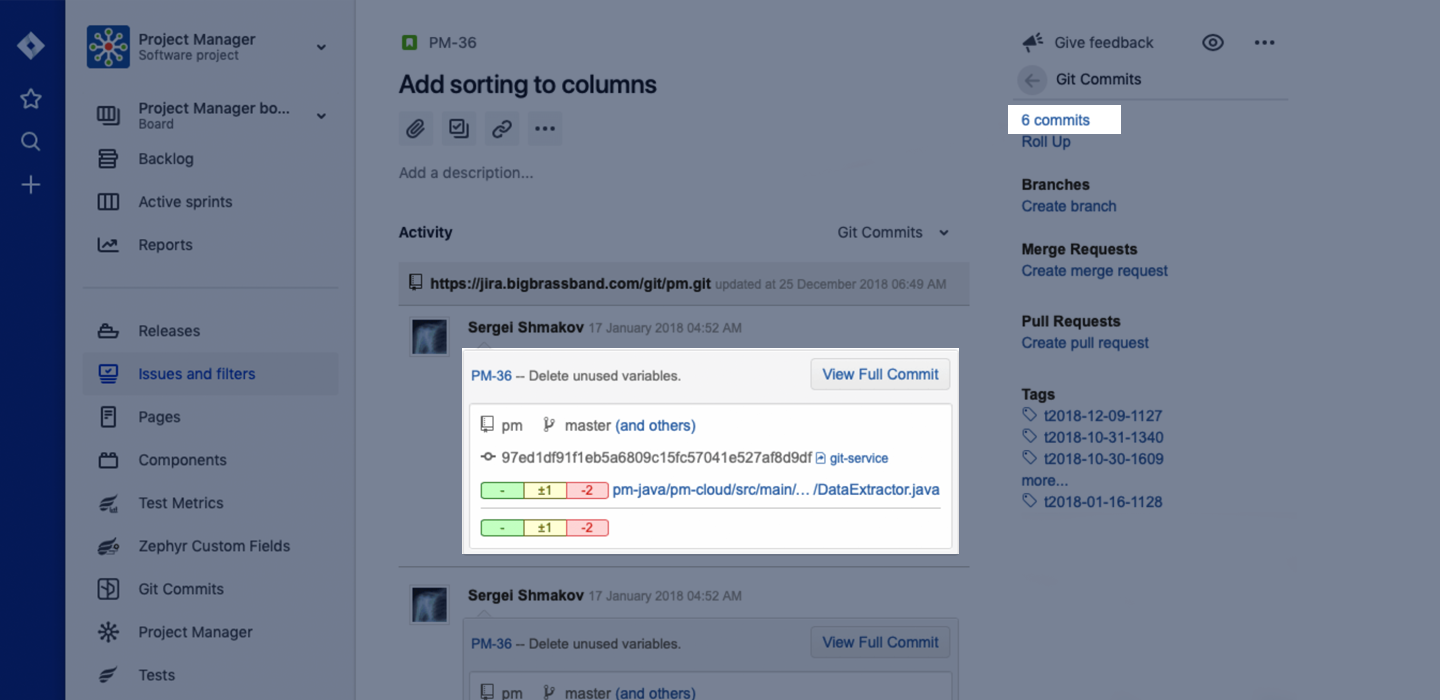 Project Manager
Software project
Project Manager bo...
Board
Backlog
Active sprints
Reports
Releases
Issues and filters
Pages
Components
Test Metrics
Zephyr Custom Fields
Git Commits
Project Manager
Tests
PM-36
Add sorting to columns
Add a description...
Activity
Git Commits
https://jira.bigbrassband.com/git/pm.git updated at 25 December 2018 06:49 AM
Sergei Shmakov 17 January 2018 04:52 AM
PM-36 -- Delete unused variables.
View Full Commit
pm master (and others)
97ed1df91f1eb5a6809c15fc57041e527af8d9df git-service
- ±1 -2 pm-java/pm-cloud/src/main/... /DataExtractor.java
- ±1 -2
Sergei Shmakov 17 January 2018 04:52 AM
PM-36 -- Delete unused variables.
View Full Commit
pm master (and others)
Give feedback
Git Commits
6 commits
Roll Up
Branches
Create branch
Merge Requests
Create merge request
Pull Requests
Create pull request
Tags
t2018-12-09-1127
t2018-10-31-1340
t2018-10-30-1609
more...
t2018-01-16-1128